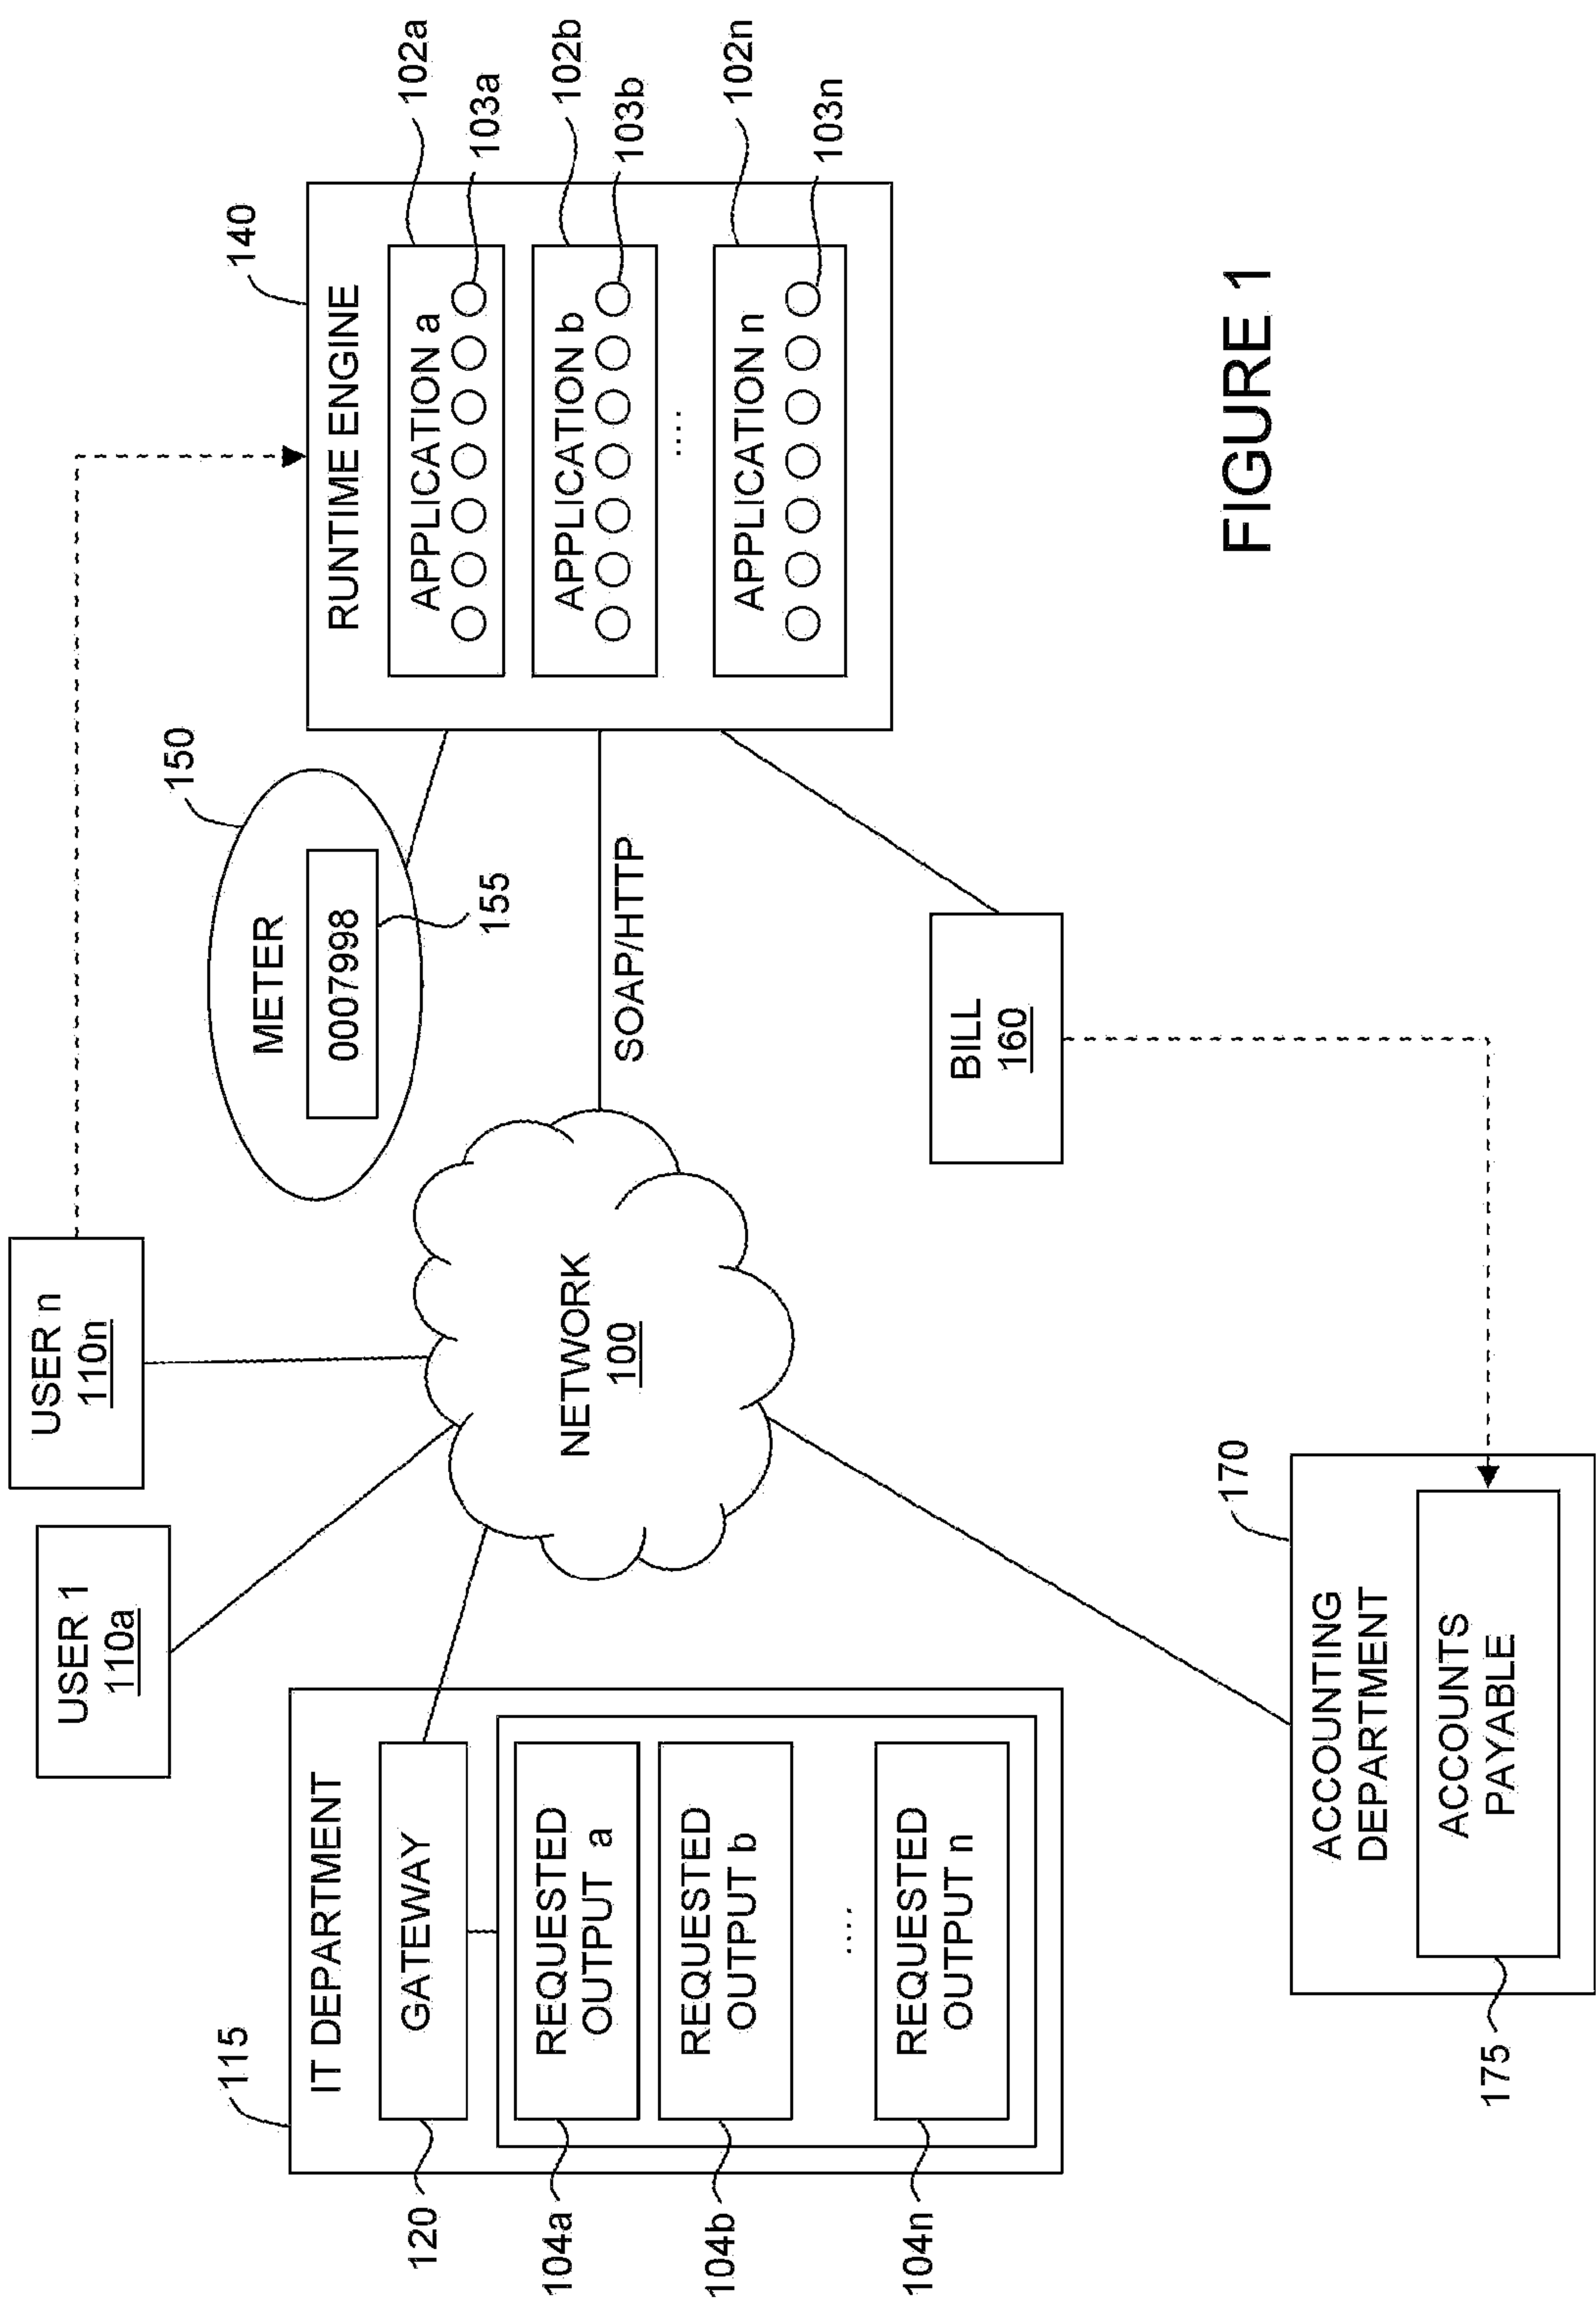 USER 1
110a
USER n
110n
115
IT DEPARTMENT
120
GATEWAY
104a
REQUESTED
OUTPUT a
104b
REQUESTED
OUTPUT b
....
104n
REQUESTED
OUTPUT n
NETWORK
100
150
METER
0007998
155
SOAP/HTTP
140
RUNTIME ENGINE
APPLICATION a
102a
103a
APPLICATION b
102b
103b
....
APPLICATION n
102n
103n
BILL
160
170
ACCOUNTING
DEPARTMENT
ACCOUNTS
PAYABLE
175
FIGURE 1